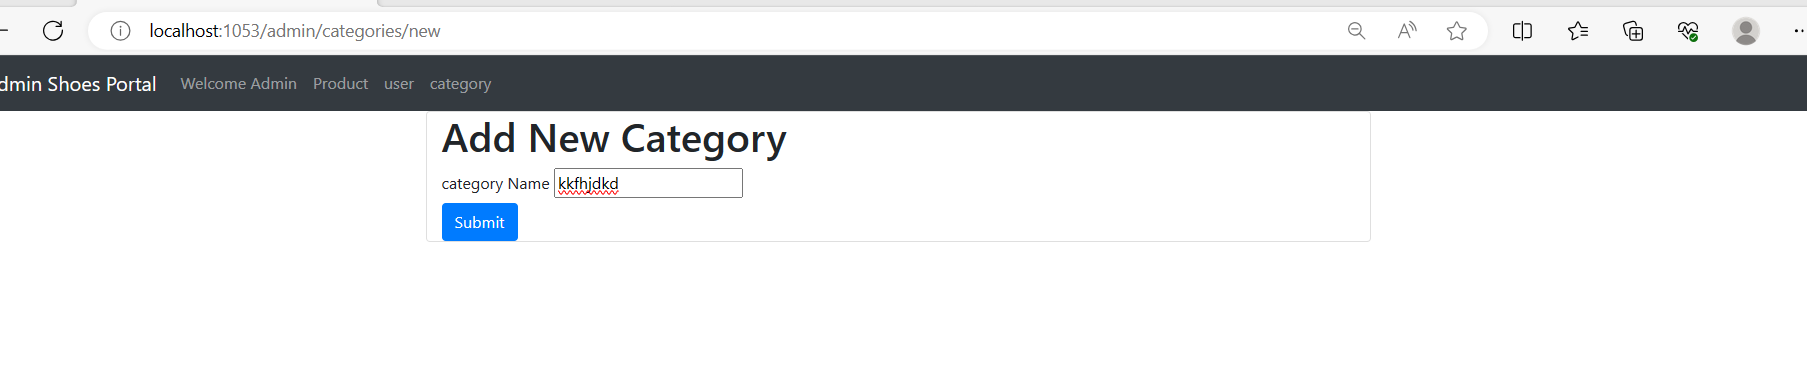 localhost:1053/admin/categories/new
dmin Shoes Portal Welcome Admin Product user category
Add New Category
category Name kkfhjdkd
Submit